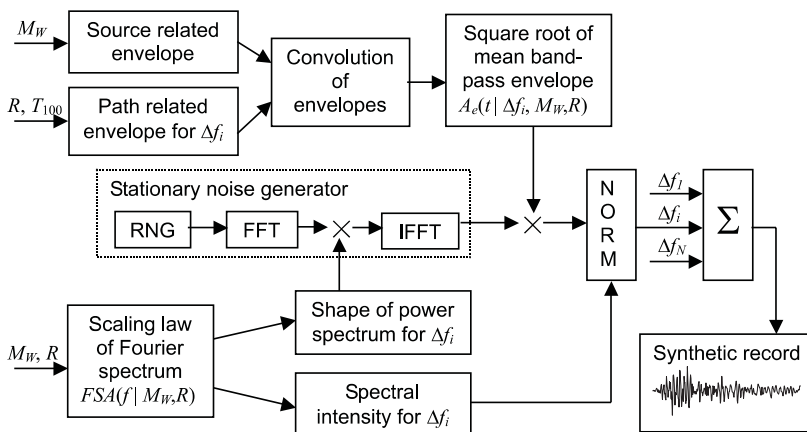 M_W
Source related
envelope
R, T_100
Path related
envelope for Δf_i
Convolution
of
envelopes
Square root of
mean band-
pass envelope
A_e(t | Δf_i, M_W,R)
Stationary noise generator
RNG
FFT
×
IFFT
×
N
O
R
M
Δf_1
Δf_i
Δf_N
Σ
M_W, R
Scaling law
of Fourier
spectrum
FSA(f | M_W,R)
Shape of power
spectrum for Δf_i
Spectral
intensity for Δf_i
Synthetic record